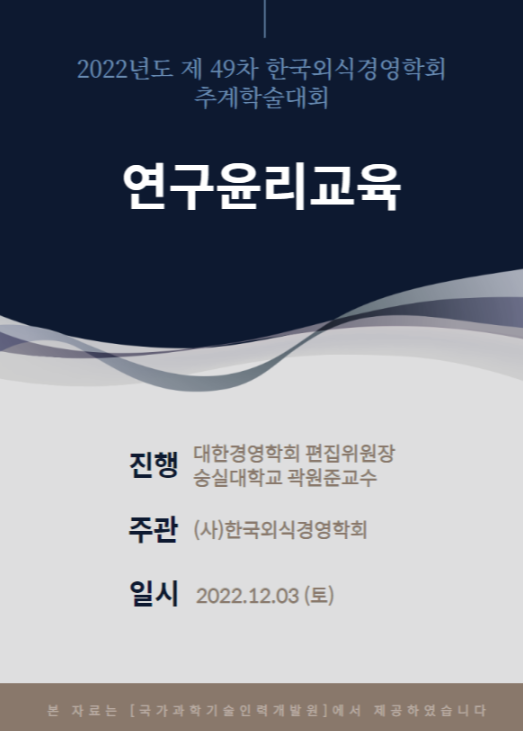 2022년도 제 49차 한국외식경영학회
추계학술대회
연구윤리교육
진행 대한경영학회 편집위원장
숭실대학교 곽원준교수
주관 (사)한국외식경영학회
일시 2022.12.03 (토)
본 자료는 [국가과학기술인력개발원]에서 제공하였습니다